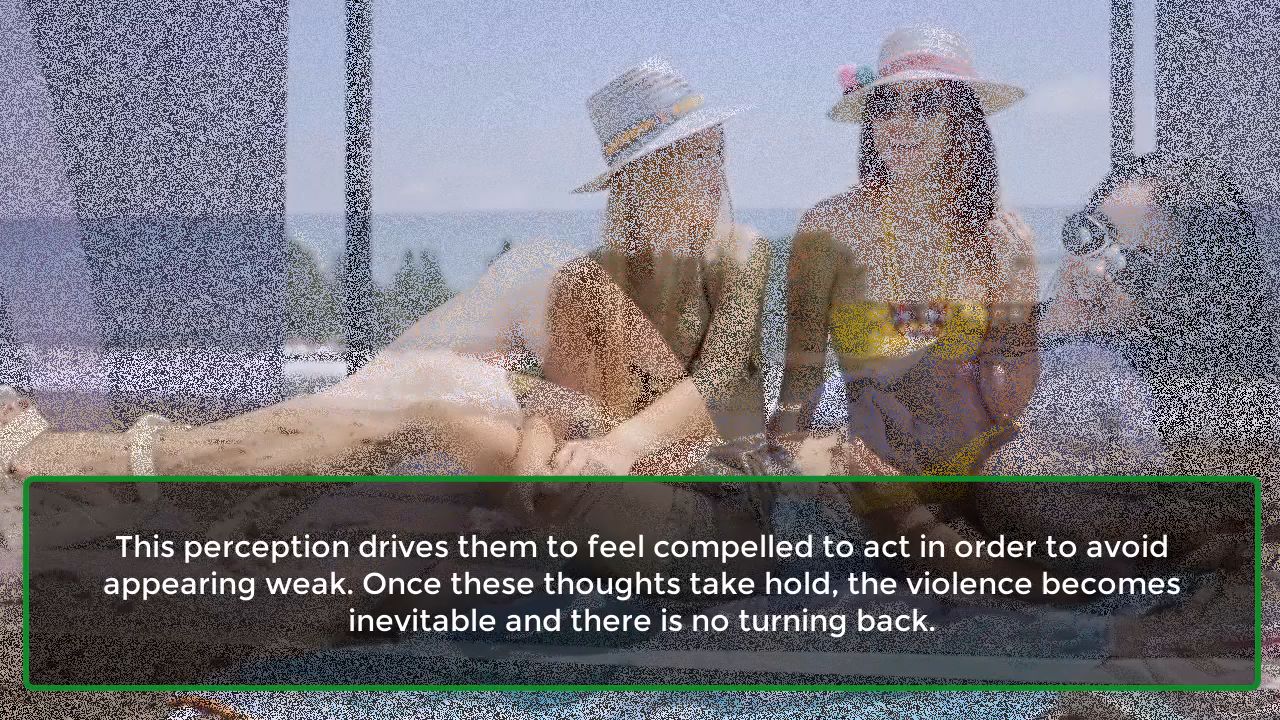 This perception drives them to feel compelled to act in order to avoid
appearing weak. Once these thoughts take hold, the violence becomes
inevitable and there is no turning back.